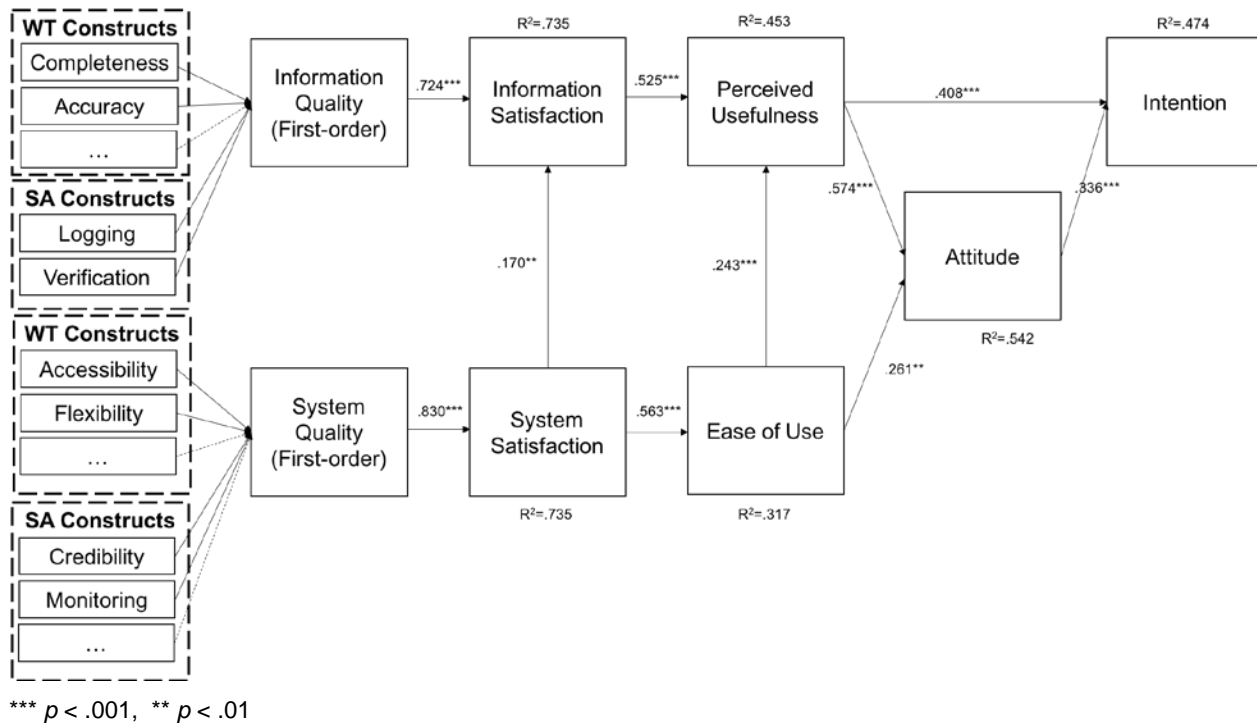 WT Constructs
Completeness
Accuracy
...
SA Constructs
Logging
Verification
WT Constructs
Accessibility
Flexibility
...
SA Constructs
Credibility
Monitoring
...
Information
Quality
(First-order)
.724***
R²=.735
Information
Satisfaction
.525***
R²=.453
Perceived
Usefulness
.408***
R²=.474
Intention
.574***
.336***
Attitude
R²=.542
.170**
.243***
.261**
System
Quality
(First-order)
.830***
System
Satisfaction
R²=.735
.563***
Ease of Use
R²=.317
*** p < .001, ** p < .01